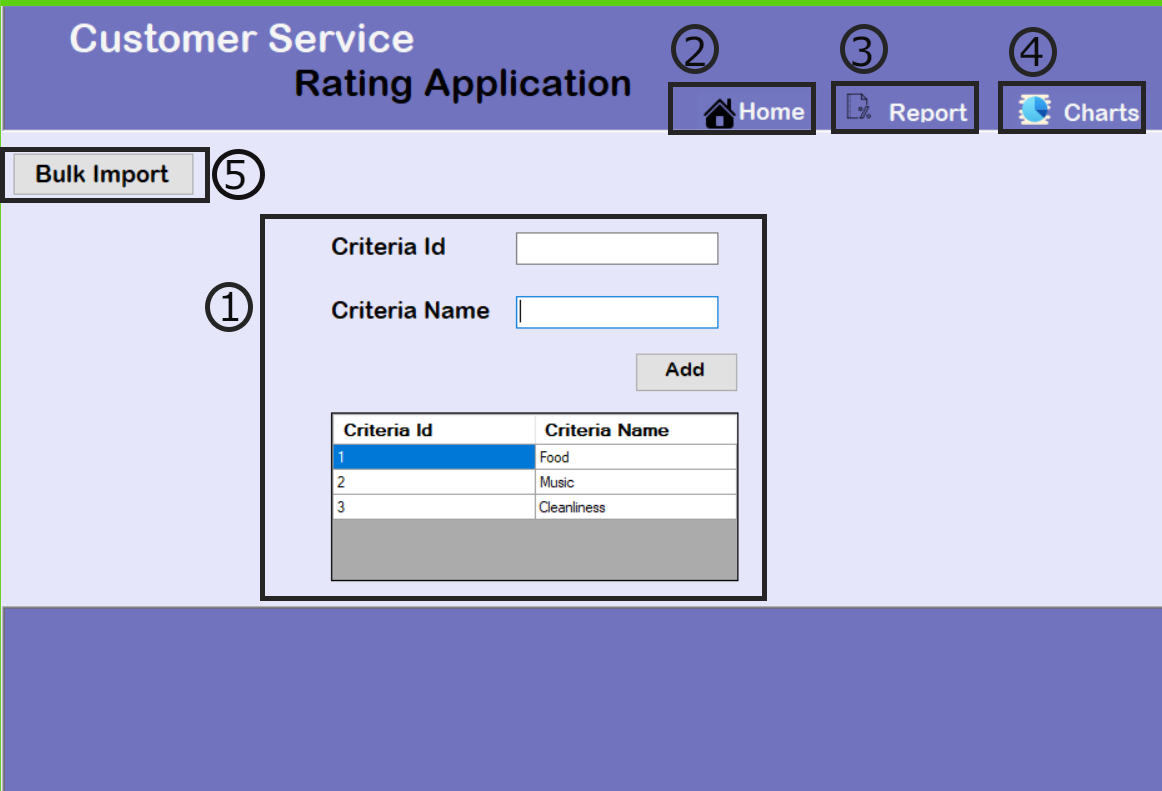 Customer Service
Rating Application
② ③ ④
Home Report Charts
Bulk Import ⑤
①
Criteria Id
Criteria Name
Add
Criteria Id Criteria Name
1 Food
2 Music
3 Cleanliness